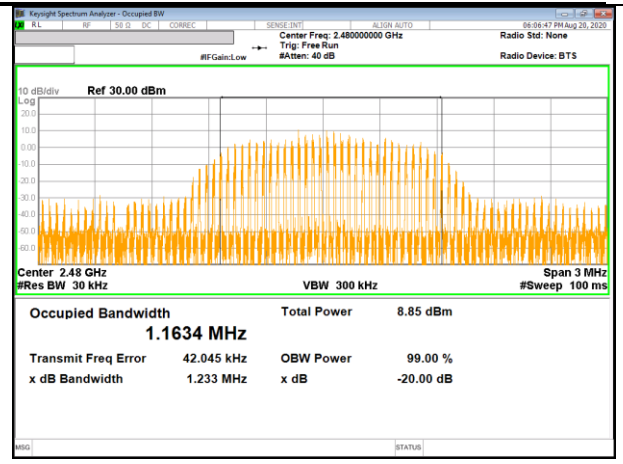 Keysight Spectrum Analyzer - Occupied BW
RL RF 50 Ω DC CORREC SENSE:INT ALIGN AUTO 06:06:47 PM Aug 20, 2020
Center Freq: 2.480000000 GHz Radio Std: None
Trig: Free Run
#IFGain:Low #Atten: 40 dB Radio Device: BTS
10 dB/div Ref 30.00 dBm
Log
20.0
10.0
0.00
-10.0
-20.0
-30.0
-40.0
-50.0
-60.0
Center 2.48 GHz Span 3 MHz
#Res BW 30 kHz VBW 300 kHz #Sweep 100 ms
Occupied Bandwidth Total Power 8.85 dBm
1.1634 MHz
Transmit Freq Error 42.045 kHz OBW Power 99.00 %
x dB Bandwidth 1.233 MHz x dB -20.00 dB
MSG STATUS